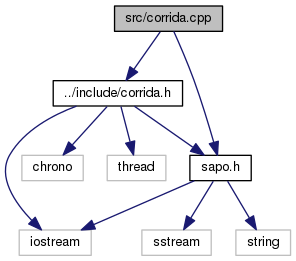 src/corrida.cpp
../include/corrida.h
chrono
thread
sapo.h
iostream
sstream
string